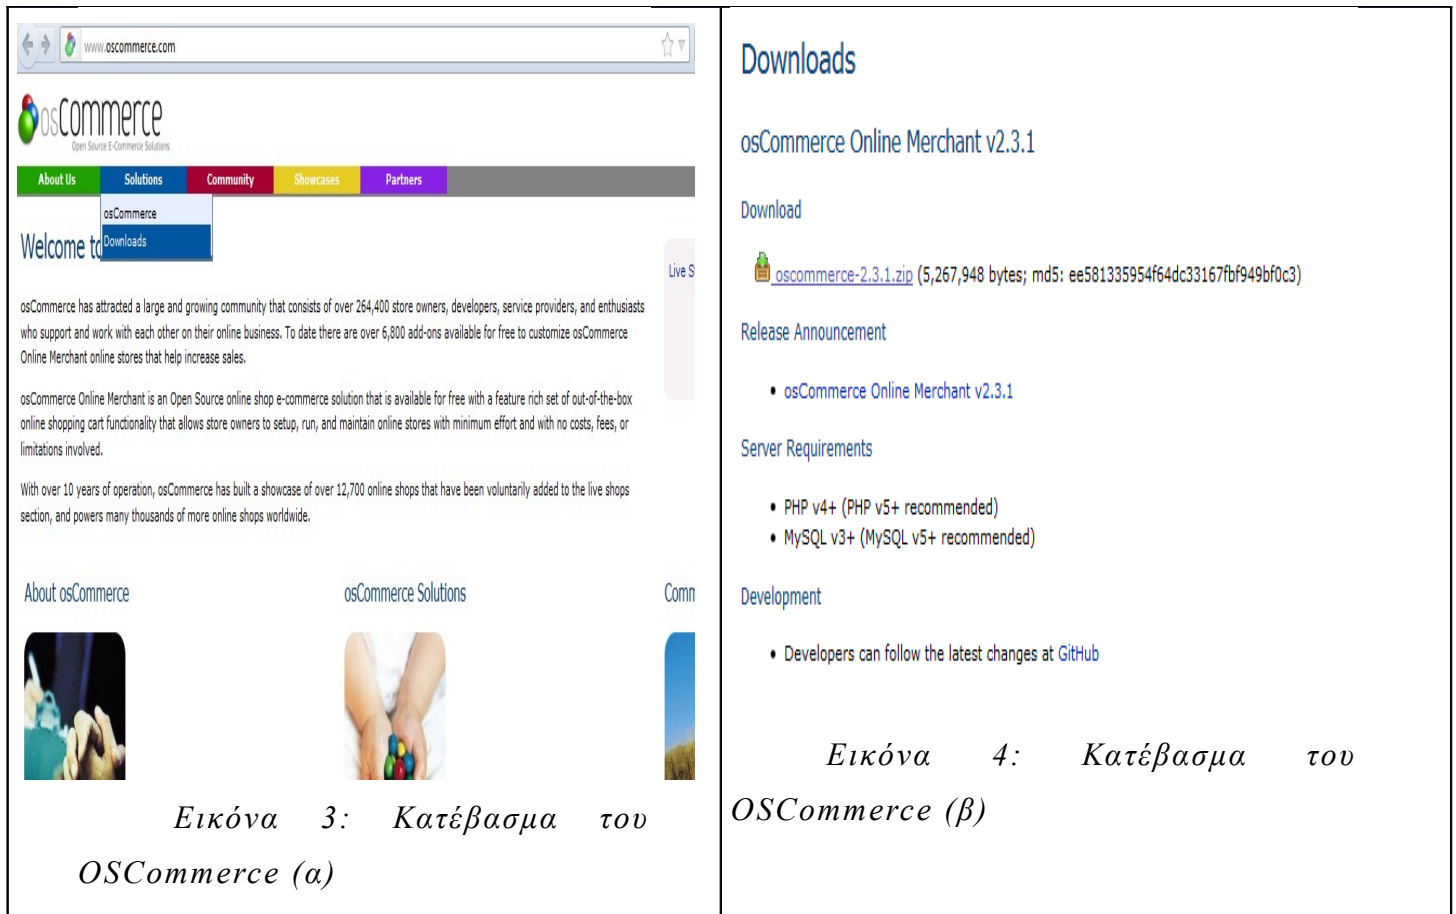 www.oscommerce.com
osCommerce
Open Source E-Commerce Solutions
About Us Solutions Community Showcases Partners
osCommerce
Downloads
Welcome to
Live S
osCommerce has attracted a large and growing community that consists of over 264,400 store owners, developers, service providers, and enthusiasts
who support and work with each other on their online business. To date there are over 6,800 add-ons available for free to customize osCommerce
Online Merchant online stores that help increase sales.
osCommerce Online Merchant is an Open Source online shop e-commerce solution that is available for free with a feature rich set of out-of-the-box
online shopping cart functionality that allows store owners to setup, run, and maintain online stores with minimum effort and with no costs, fees, or
limitations involved.
With over 10 years of operation, osCommerce has built a showcase of over 12,700 online shops that have been voluntarily added to the live shops
section, and powers many thousands of more online shops worldwide.
About osCommerce osCommerce Solutions Comm
Εικόνα 3: Κατέβασμα του
OSCommerce (α)
Downloads
osCommerce Online Merchant v2.3.1
Download
oscommerce-2.3.1.zip (5,267,948 bytes; md5: ee581335954f64dc33167fbf949bf0c3)
Release Announcement
• osCommerce Online Merchant v2.3.1
Server Requirements
• PHP v4+ (PHP v5+ recommended)
• MySQL v3+ (MySQL v5+ recommended)
Development
• Developers can follow the latest changes at GitHub
Εικόνα 4: Κατέβασμα του
OSCommerce (β)